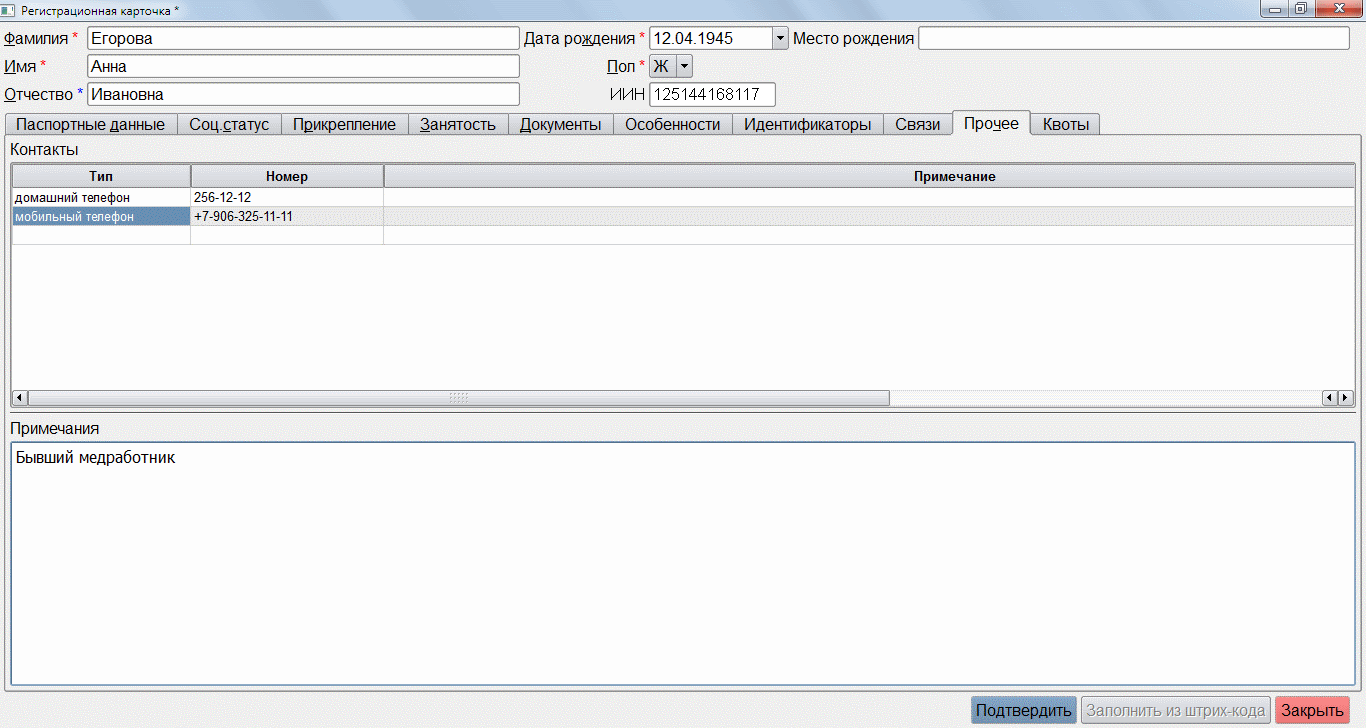 Регистрационная карточка *
Фамилия * Егорова Дата рождения * 12.04.1945 Место рождения
Имя * Анна Пол * Ж
Отчество * Ивановна ИИН 125144168117
Паспортные данные Соц.статус Прикрепление Занятость Документы Особенности Идентификаторы Связи Прочее Квоты
Контакты
Тип Номер Примечание
домашний телефон 256-12-12
мобильный телефон +7-906-325-11-11
Примечания
Бывший медработник
Подтвердить Заполнить из штрих-кода Закрыть